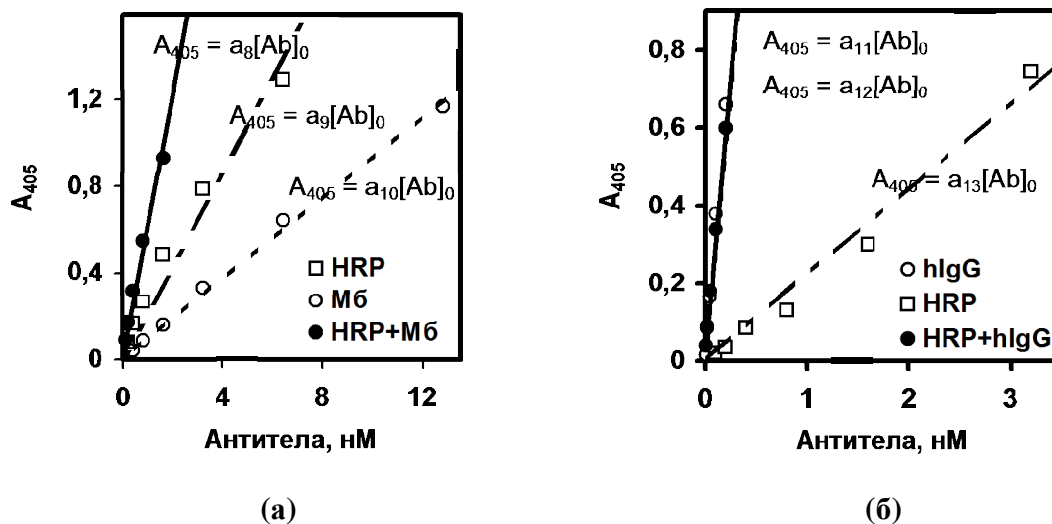 A405 = a8[Ab]0
A405 = a9[Ab]0
A405 = a10[Ab]0
A405
1,2
0,8
0,4
0
HRP
Мб
HRP+Мб
0 4 8 12
Антитела, нМ
(а)
A405 = a11[Ab]0
A405 = a12[Ab]0
A405 = a13[Ab]0
A405
0,8
0,6
0,4
0,2
0
hIgG
HRP
HRP+hIgG
0 1 2 3
Антитела, нМ
(б)